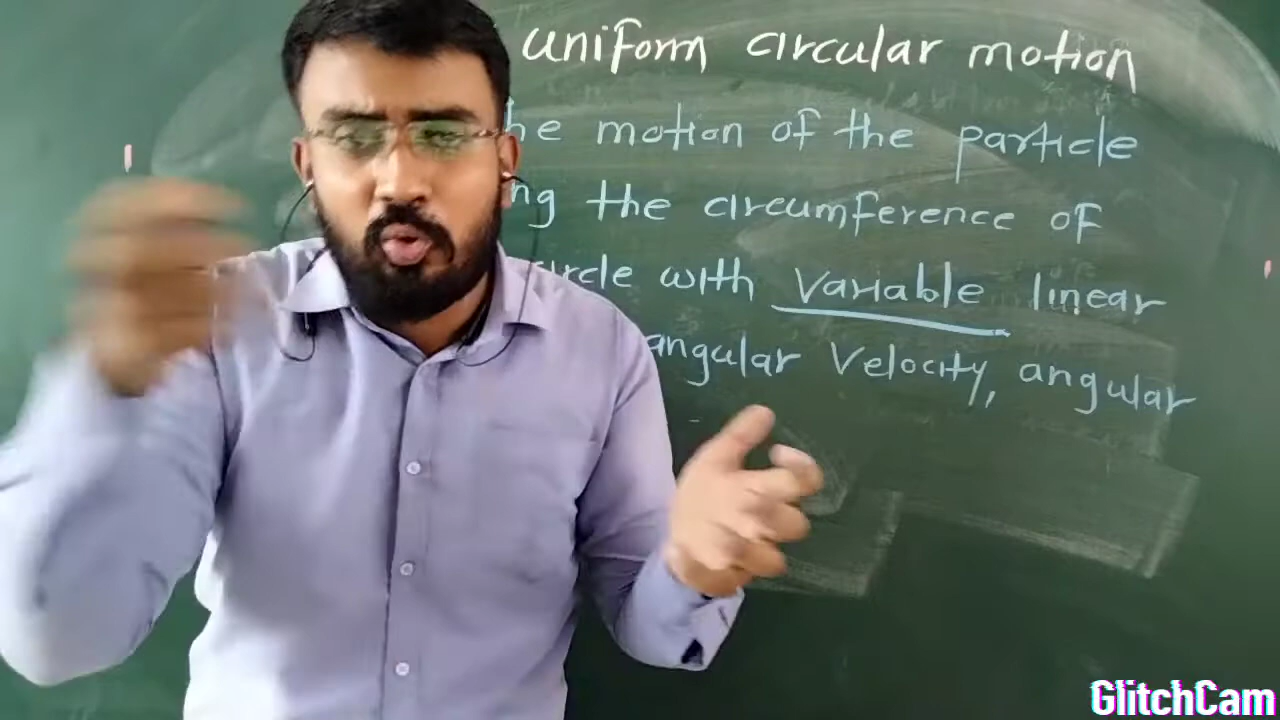 uniform circular motion
he motion of the particle
ng the circumference of
ircle with variable linear
angular velocity, angular
GlitchCam